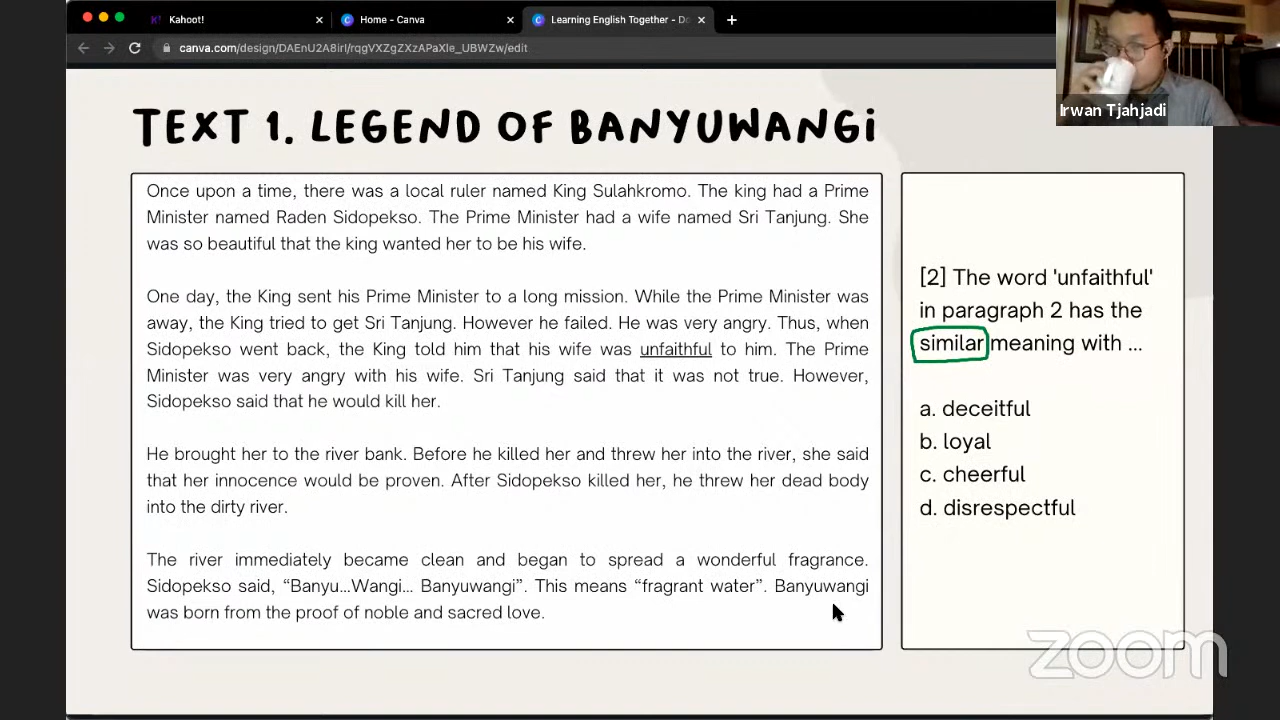 Kahoot!
Home - Canva
Learning English Together - Do
canva.com/design/DAEnU2A8irI/rqgVXZgZXzAPaXle_UBWZw/edit
Irwan Tjahjadi
TEXT 1. LEGEND OF BANYUWANGi
Once upon a time, there was a local ruler named King Sulahkromo. The king had a Prime
Minister named Raden Sidopekso. The Prime Minister had a wife named Sri Tanjung. She
was so beautiful that the king wanted her to be his wife.
One day, the King sent his Prime Minister to a long mission. While the Prime Minister was
away, the King tried to get Sri Tanjung. However he failed. He was very angry. Thus, when
Sidopekso went back, the King told him that his wife was unfaithful to him. The Prime
Minister was very angry with his wife. Sri Tanjung said that it was not true. However,
Sidopekso said that he would kill her.
He brought her to the river bank. Before he killed her and threw her into the river, she said
that her innocence would be proven. After Sidopekso killed her, he threw her dead body
into the dirty river.
The river immediately became clean and began to spread a wonderful fragrance.
Sidopekso said, “Banyu...Wangi... Banyuwangi”. This means “fragrant water”. Banyuwangi
was born from the proof of noble and sacred love.
[2] The word 'unfaithful'
in paragraph 2 has the
similar meaning with ...
a. deceitful
b. loyal
c. cheerful
d. disrespectful
zoom